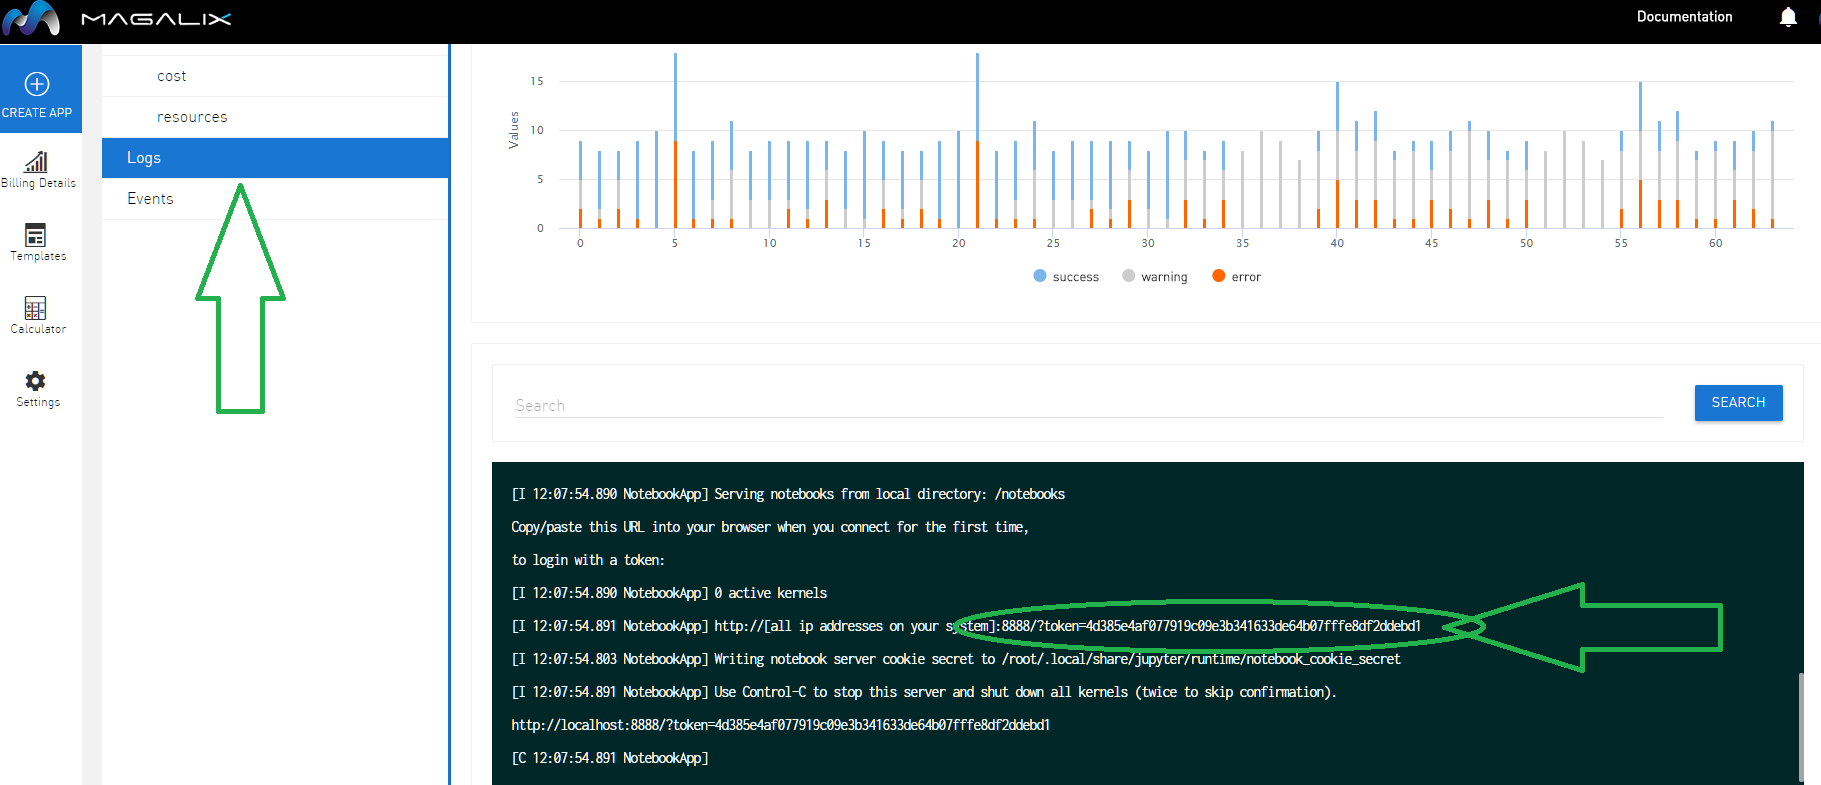 MAGALIX
Documentation
CREATE APP
Billing Details
Templates
Calculator
Settings
cost
resources
Logs
Events
Values
15
10
5
0
0 5 10 15 20 25 30 35 40 45 50 55 60
success warning error
Search
SEARCH
[I 12:07:54.890 NotebookApp] Serving notebooks from local directory: /notebooks
Copy/paste this URL into your browser when you connect for the first time,
to login with a token:
[I 12:07:54.890 NotebookApp] 0 active kernels
[I 12:07:54.891 NotebookApp] http://[all ip addresses on your system]:8888/?token=4d385e4af077919c09e3b341633de64b07fffe8df2ddebd1
[I 12:07:54.803 NotebookApp] Writing notebook server cookie secret to /root/.local/share/jupyter/runtime/notebook_cookie_secret
[I 12:07:54.891 NotebookApp] Use Control-C to stop this server and shut down all kernels (twice to skip confirmation).
http://localhost:8888/?token=4d385e4af077919c09e3b341633de64b07fffe8df2ddebd1
[C 12:07:54.891 NotebookApp]